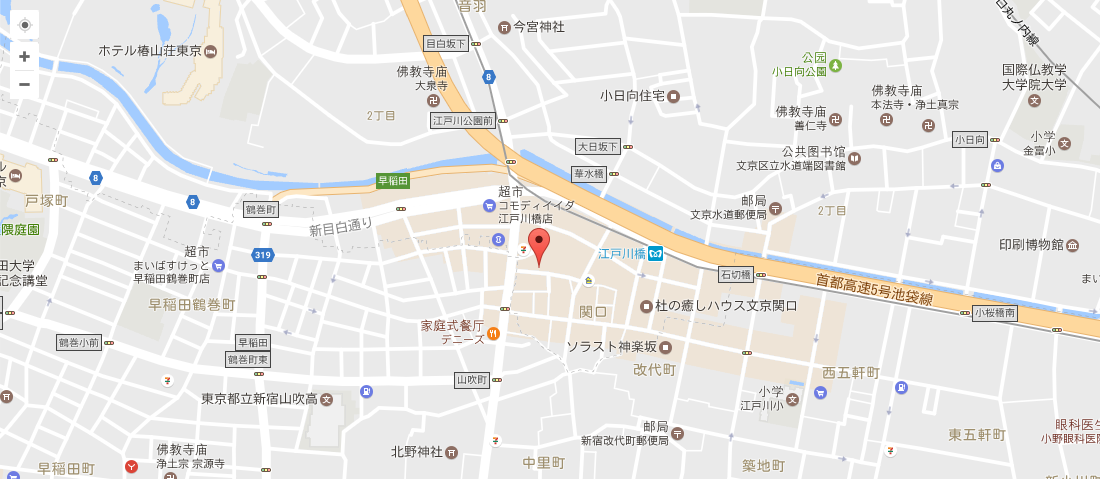 音羽
日丸ノ内線
今宮神社
目白坂下
ホテル椿山荘東京
公园
小日向公園
佛教寺庙
大泉寺
8
国際仏教学
大学院大学
小日向住宅
佛教寺庙
本法寺・浄土真宗
2丁目
江戸川公園前
佛教寺庙
善仁寺
小日向
小学
金富小
大日坂下
公共图书馆
文京区立水道端図書館
華水橋
8
早稲田
超市
コモディイイダ
江戸川橋店
8
戸塚町
鶴巻町
邮局
文京水道郵便局
2丁目
新目白通り
隈庭園
印刷博物館
超市
まいばすけっと
早稲田鶴巻町店
319
江戸川橋
田大学
記念講堂
石切橋
首都高速5号池袋線
まい
早稲田鶴巻町
関口
杜の癒しハウス文京関口
小桜橋南
家庭式餐厅
デニーズ
鶴巻小前
早稲田
鶴巻町東
ソラスト神楽坂
改代町
西五軒町
山吹町
東京都立新宿山吹高
小学
江戸川小
邮局
新宿改代町郵便局
眼科医生
小野眼科医院
東五軒町
佛教寺庙
浄土宗 宗源寺
北野神社
中里町
築地町
早稲田町